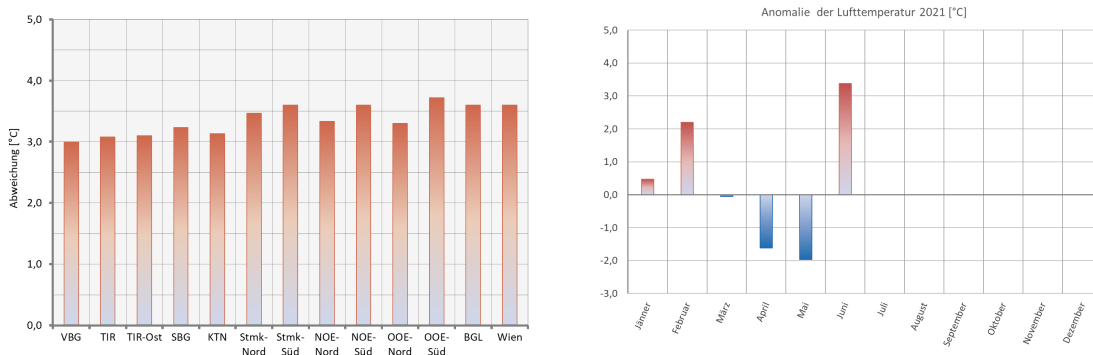 5,0
4,0
3,0
2,0
1,0
0,0
Abweichung [°C]
VBG TIR TIR-Ost SBG KTN Stmk- Stmk- NOE- NOE- OOE- OOE- BGL Wien
Nord Süd Nord Süd Nord Süd
Anomalie der Lufttemperatur 2021 [°C]
5,0
4,0
3,0
2,0
1,0
0,0
-1,0
-2,0
-3,0
Jänner
Februar
März
April
Mai
Juni
Juli
August
September
Oktober
November
Dezember